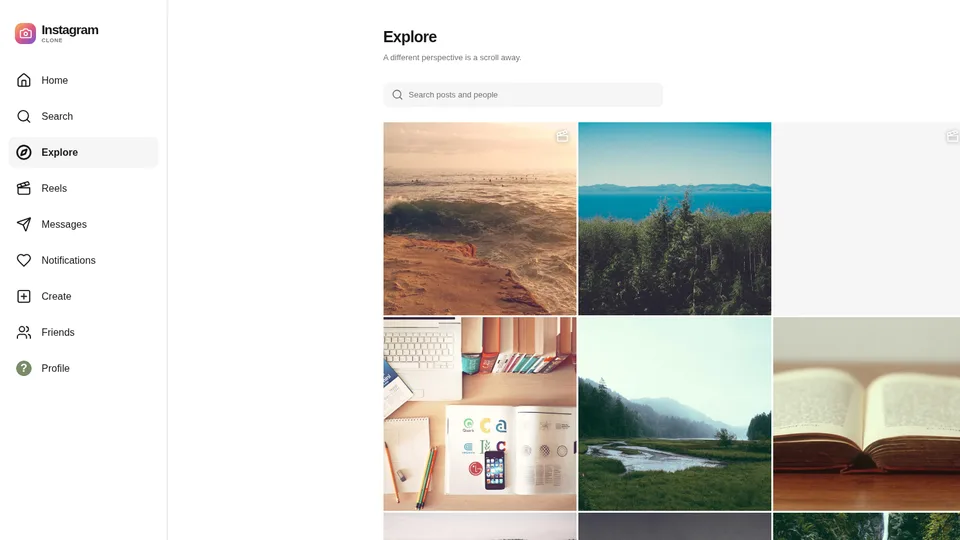 Instagram
CLONE
Home
Search
Explore
Reels
Messages
Notifications
Create
Friends
? Profile
Explore
A different perspective is a scroll away.
Search posts and people